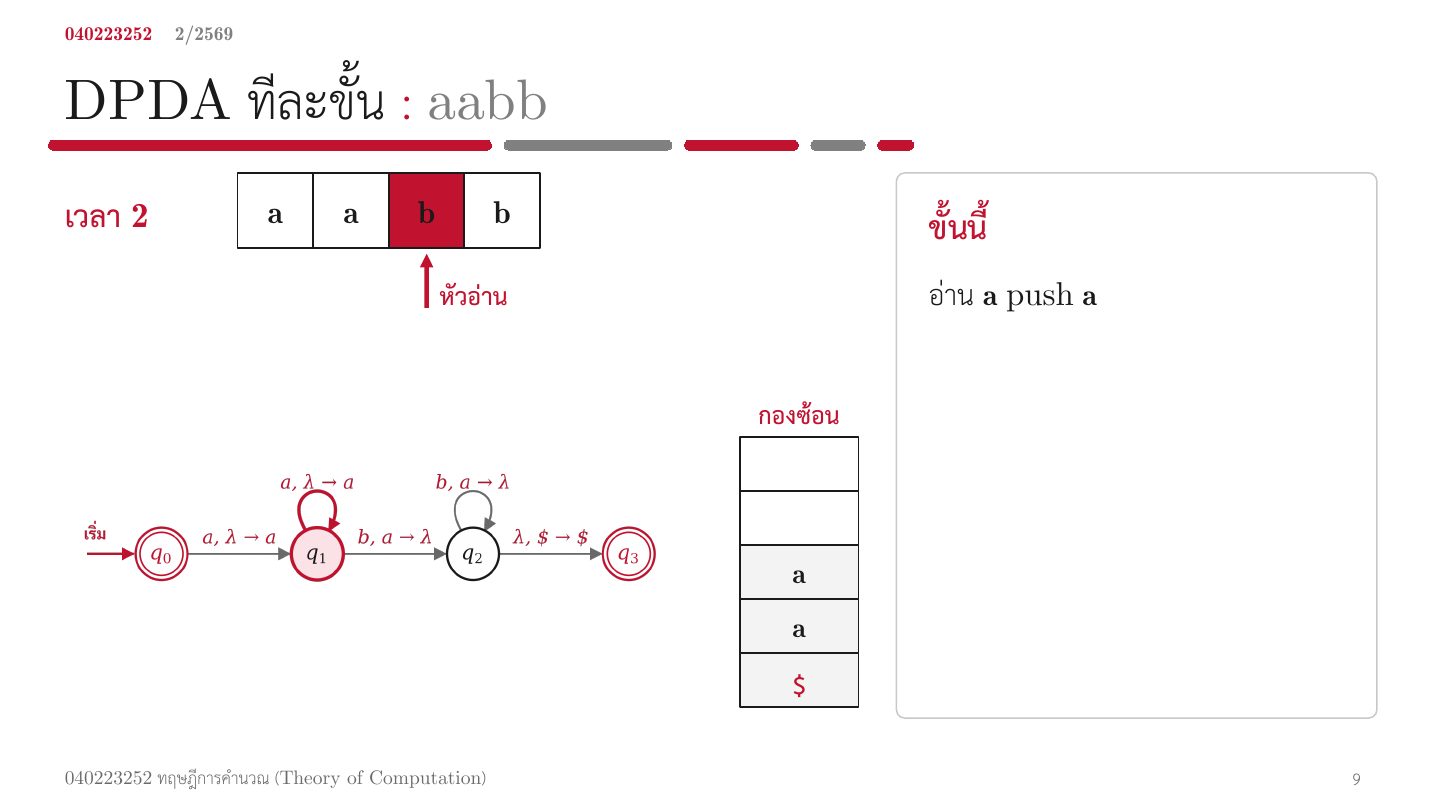 040223252 2/2569
DPDA ทีละขั้น : aabb
เวลา 2
a a b b
หัวอ่าน
ขั้นนี้
อ่าน a push a
กองซ้อน
a
a
$
a, λ → a
b, a → λ
เริ่ม
q0
a, λ → a
q1
b, a → λ
q2
λ, $ → $
q3
040223252 ทฤษฎีการคำนวณ (Theory of Computation)
9